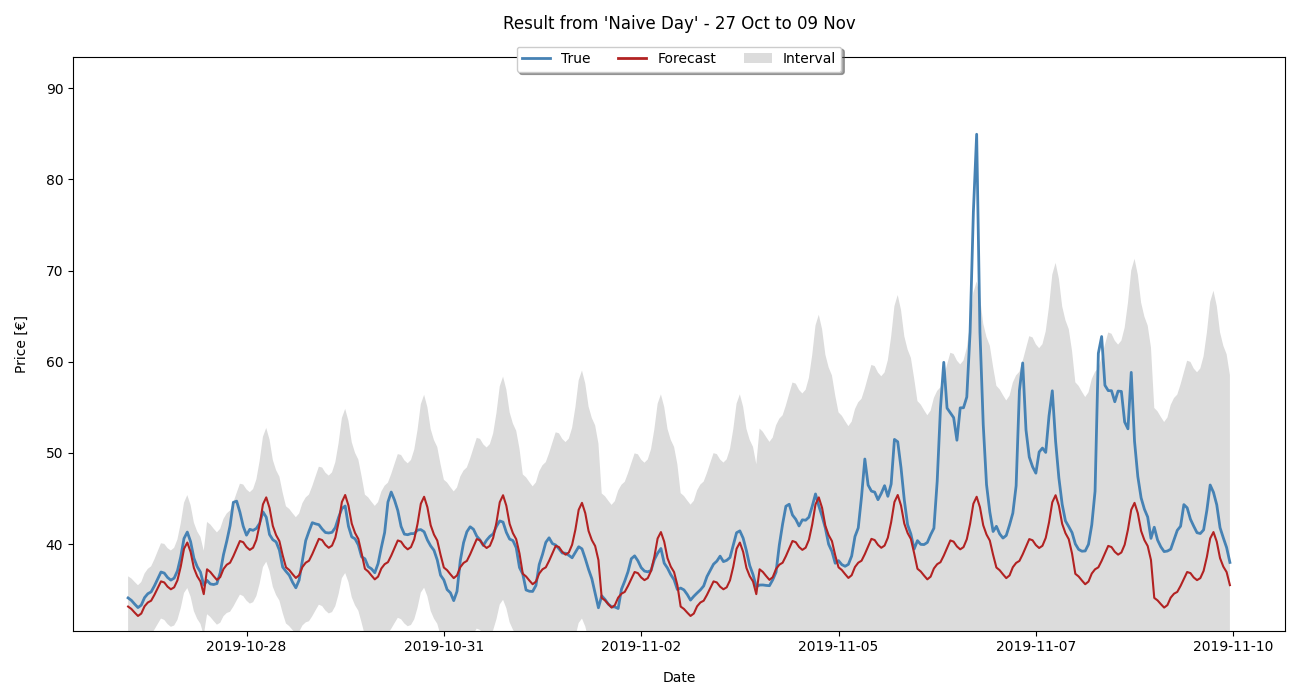 Result from 'Naive Day' - 27 Oct to 09 Nov
True Forecast Interval
90
80
70
60
50
40
Price [€]
2019-10-28 2019-10-31 2019-11-02 2019-11-05 2019-11-07 2019-11-10
Date